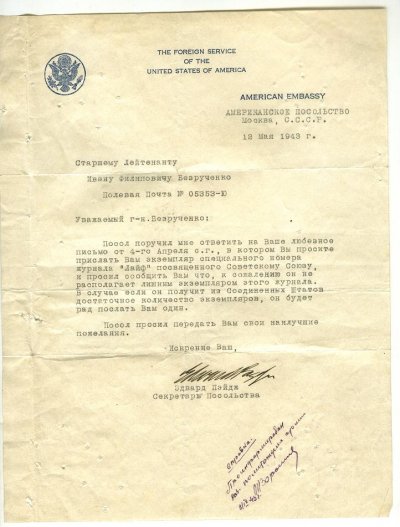 THE FOREIGN SERVICE
OF THE
UNITED STATES OF AMERICA
AMERICAN EMBASSY
АМЕРИКАНСКОЕ ПОСОЛЬСТВО
Москва, С.С.С.Р.
12 Мая 1943 г.
Старшему Лейтенанту
Ивану Филиповичу Безрученко
Полевая Почта № 05353-Ю
Уважаемый г-н.Безрученко:
Посол поручил мне ответить на Ваше любезное
письмо от 4-го Апреля с.г., в котором Вы просите
прислать Вам экземпляр специального номера
журнала "Лайф" посвященного Советскому Союзу,
и просил сообщить Вам что, к сожалению он не
располагает лишним экземпляром этого журнала.
В случае если он получит из Соединенных Штатов
достаточное количество экземпляров, он будет
рад послать Вам один.
Посол просил передать Вам свои наилучшие
пожелания.
Искренне Ваш,
Эдвард Пэйдж
Секретарь Посольства
справка